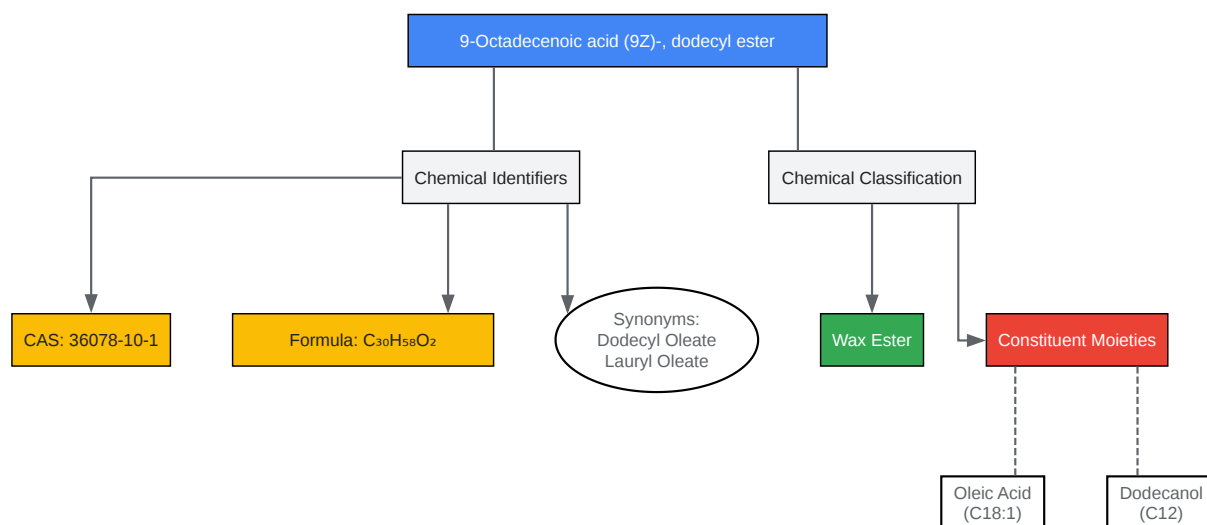 9-Octadecenoic acid (9Z)-, dodecyl ester
Chemical Identifiers
Chemical Classification
CAS: 36078-10-1
Formula: C₃₀H₅₈O₂
Synonyms:
Dodecyl Oleate
Lauryl Oleate
Wax Ester
Constituent Moieties
Oleic Acid
(C18:1)
Dodecanol
(C12)